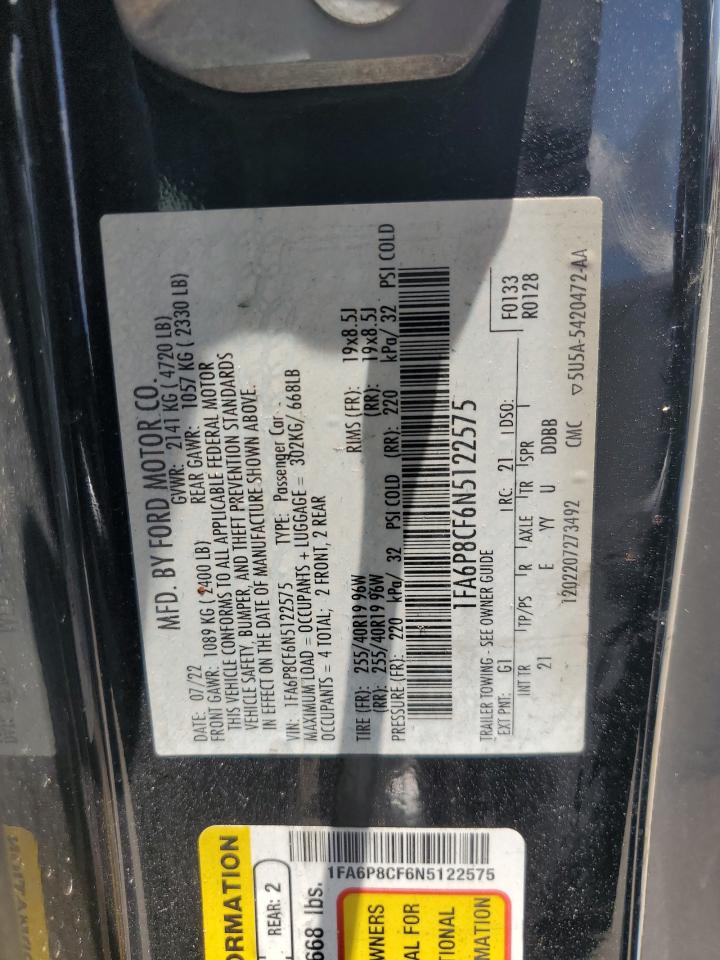 MFD. BY FORD MOTOR CO.
DATE: 07/22 GVWR: 2141 KG ( 4720 LB)
FRONT GAWR: 1089 KG ( 2400 LB) REAR GAWR: 1057 KG ( 2330 LB)
THIS VEHICLE CONFORMS TO ALL APPLICABLE FEDERAL MOTOR
VEHICLE SAFETY, BUMPER, AND THEFT PREVENTION STANDARDS
IN EFFECT ON THE DATE OF MANUFACTURE SHOWN ABOVE.
VIN: 1FA6P8CF6N5122575 TYPE: Passenger Car
MAXIMUM LOAD = OCCUPANTS + LUGGAGE = 302KG/ 668LB
OCCUPANTS = 4 TOTAL; 2 FRONT, 2 REAR
TIRE (FR): 255/40R19 96W RIMS (FR): 19x8.5J
(RR): 255/40R19 96W (RR): 19x8.5J
PRESSURE (FR): 220 kPa/ 32 PSI COLD (RR): 220 kPa/ 32 PSI COLD
1FA6P8CF6N5122575
TRAILER TOWING - SEE OWNER GUIDE F0133
EXT PNT: G1 RC: 21 DSO: R0128
INT TR TP/PS R AXLE TR SPR
21 E YY U DDBB
1202207273492 CMC ▽5U5A-5420472-AA
ORMATION
REAR: 2
668 lbs.
1FA6P8CF6N5122575
WNERS
AL FOR
TIONAL
MATION